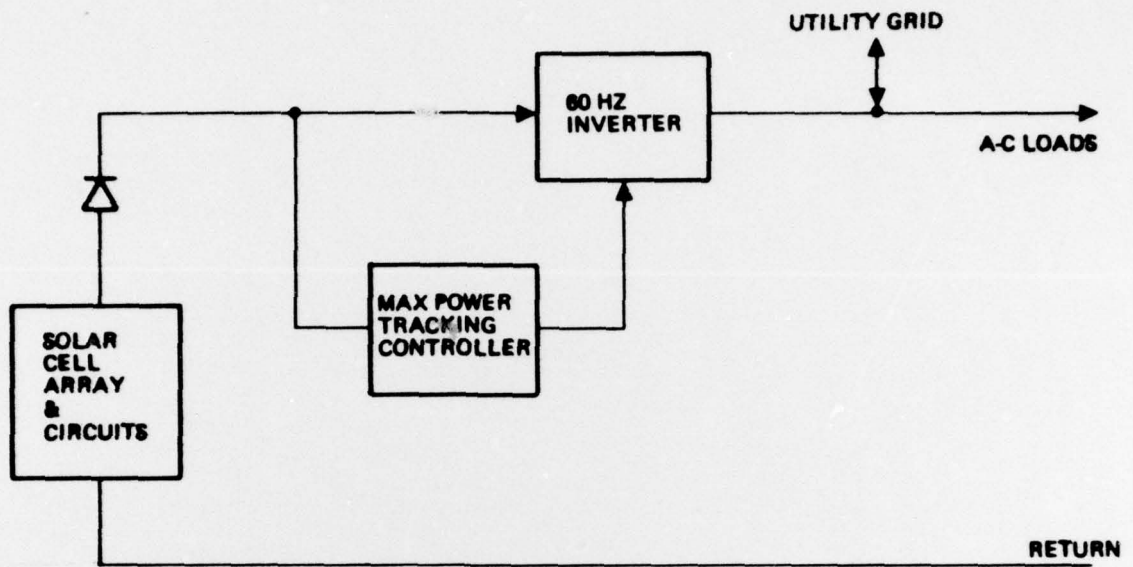 UTILITY GRID
60 HZ
INVERTER
A-C LOADS
MAX POWER
TRACKING
CONTROLLER
SOLAR
CELL
ARRAY
&
CIRCUITS
RETURN